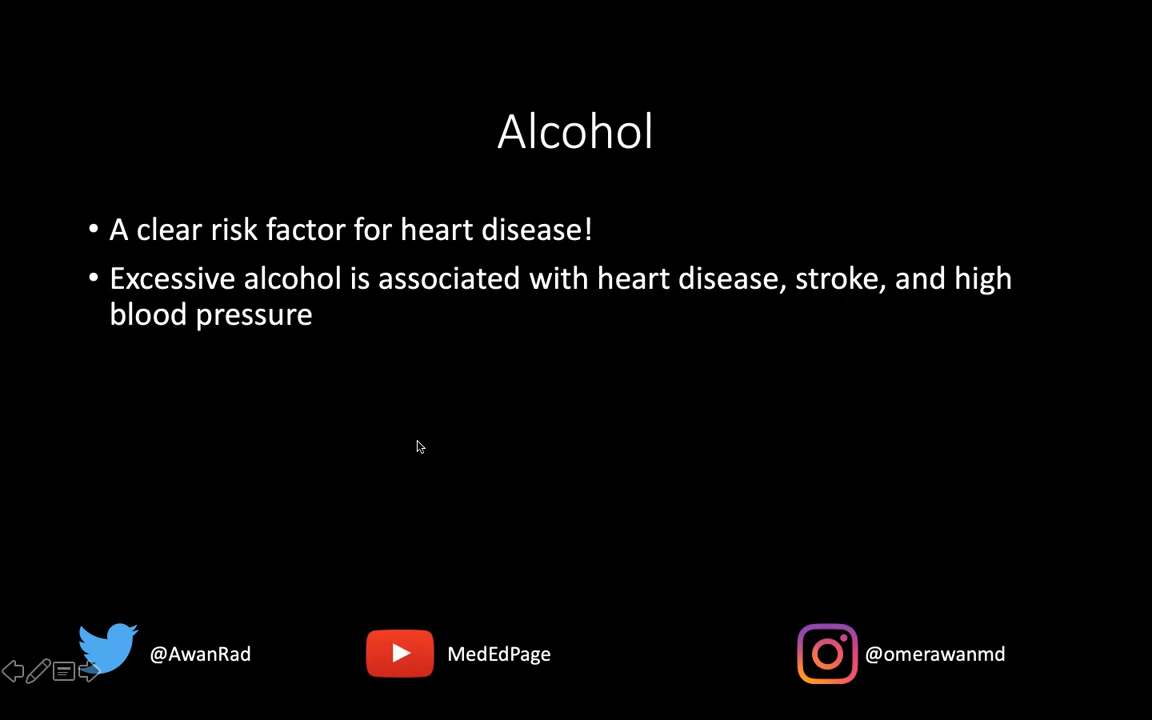 Alcohol
• A clear risk factor for heart disease!
• Excessive alcohol is associated with heart disease, stroke, and high
blood pressure
@AwanRad
MedEdPage
@omerawanmd